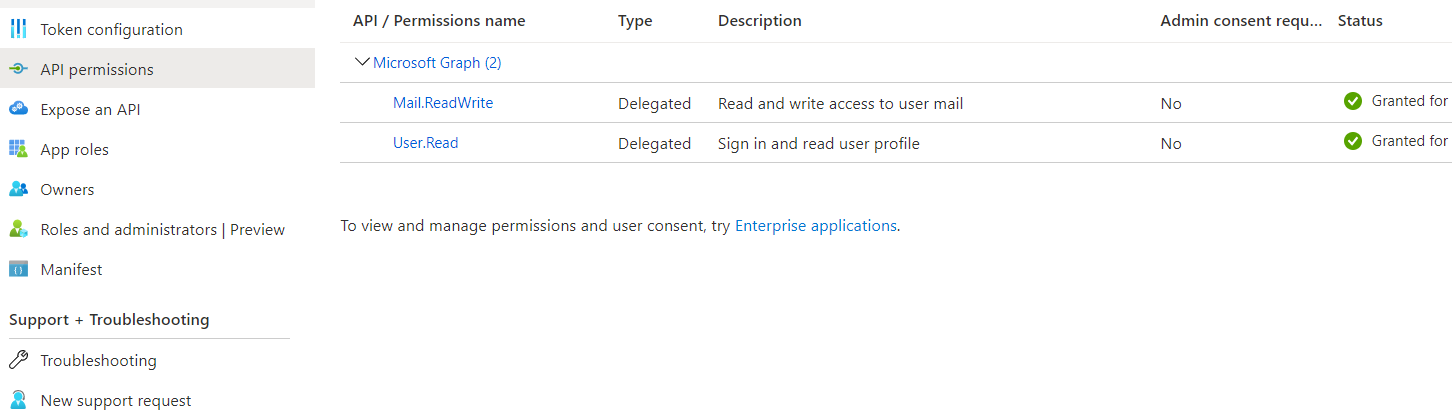 Token configuration
API permissions
Expose an API
App roles
Owners
Roles and administrators | Preview
Manifest
Support + Troubleshooting
Troubleshooting
New support request
API / Permissions name Type Description Admin consent requ... Status
Microsoft Graph (2)
Mail.ReadWrite Delegated Read and write access to user mail No Granted for
User.Read Delegated Sign in and read user profile No Granted for
To view and manage permissions and user consent, try Enterprise applications.